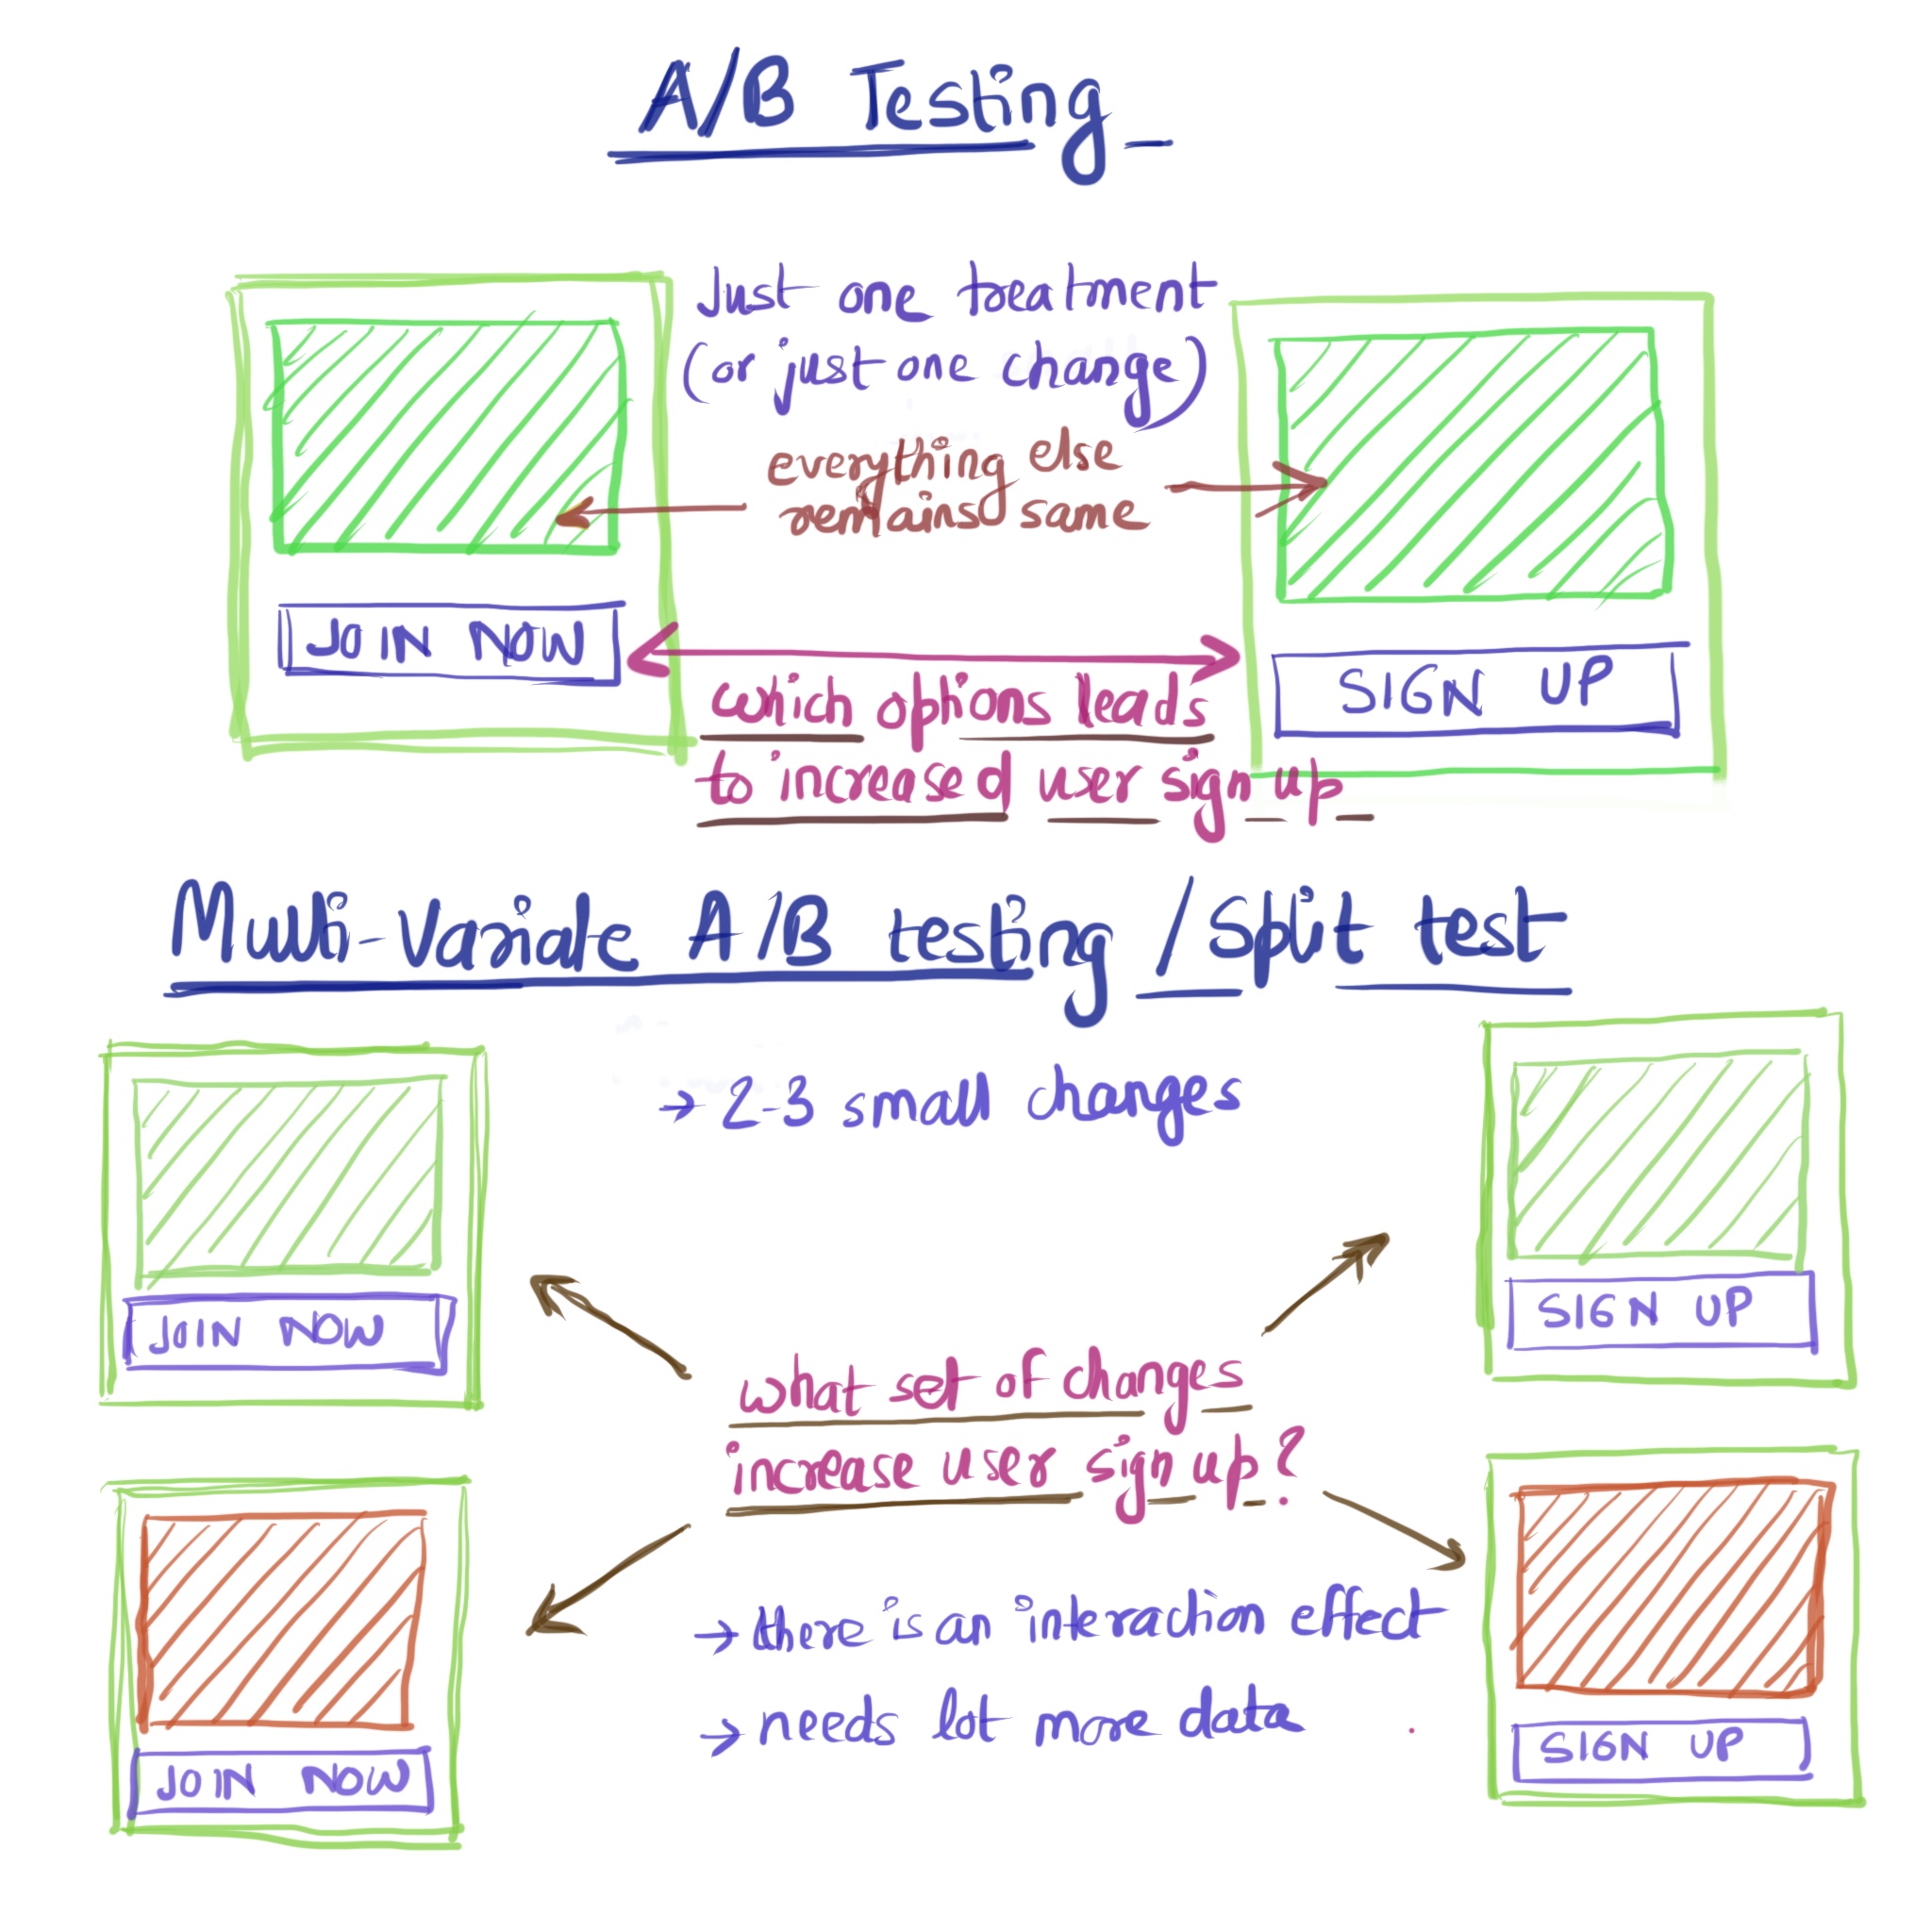 A/B Testing
Just one treatment
(or just one change)
everything else
remains same
JOIN NOW
SIGN UP
which options leads
to increased user sign up
Multi-Variate A/B testing / Split test
→ 2-3 small changes
JOIN NOW
SIGN UP
what set of changes
increase user sign up?
→ there is an interaction effect
→ needs lot more data
JOIN NOW
SIGN UP